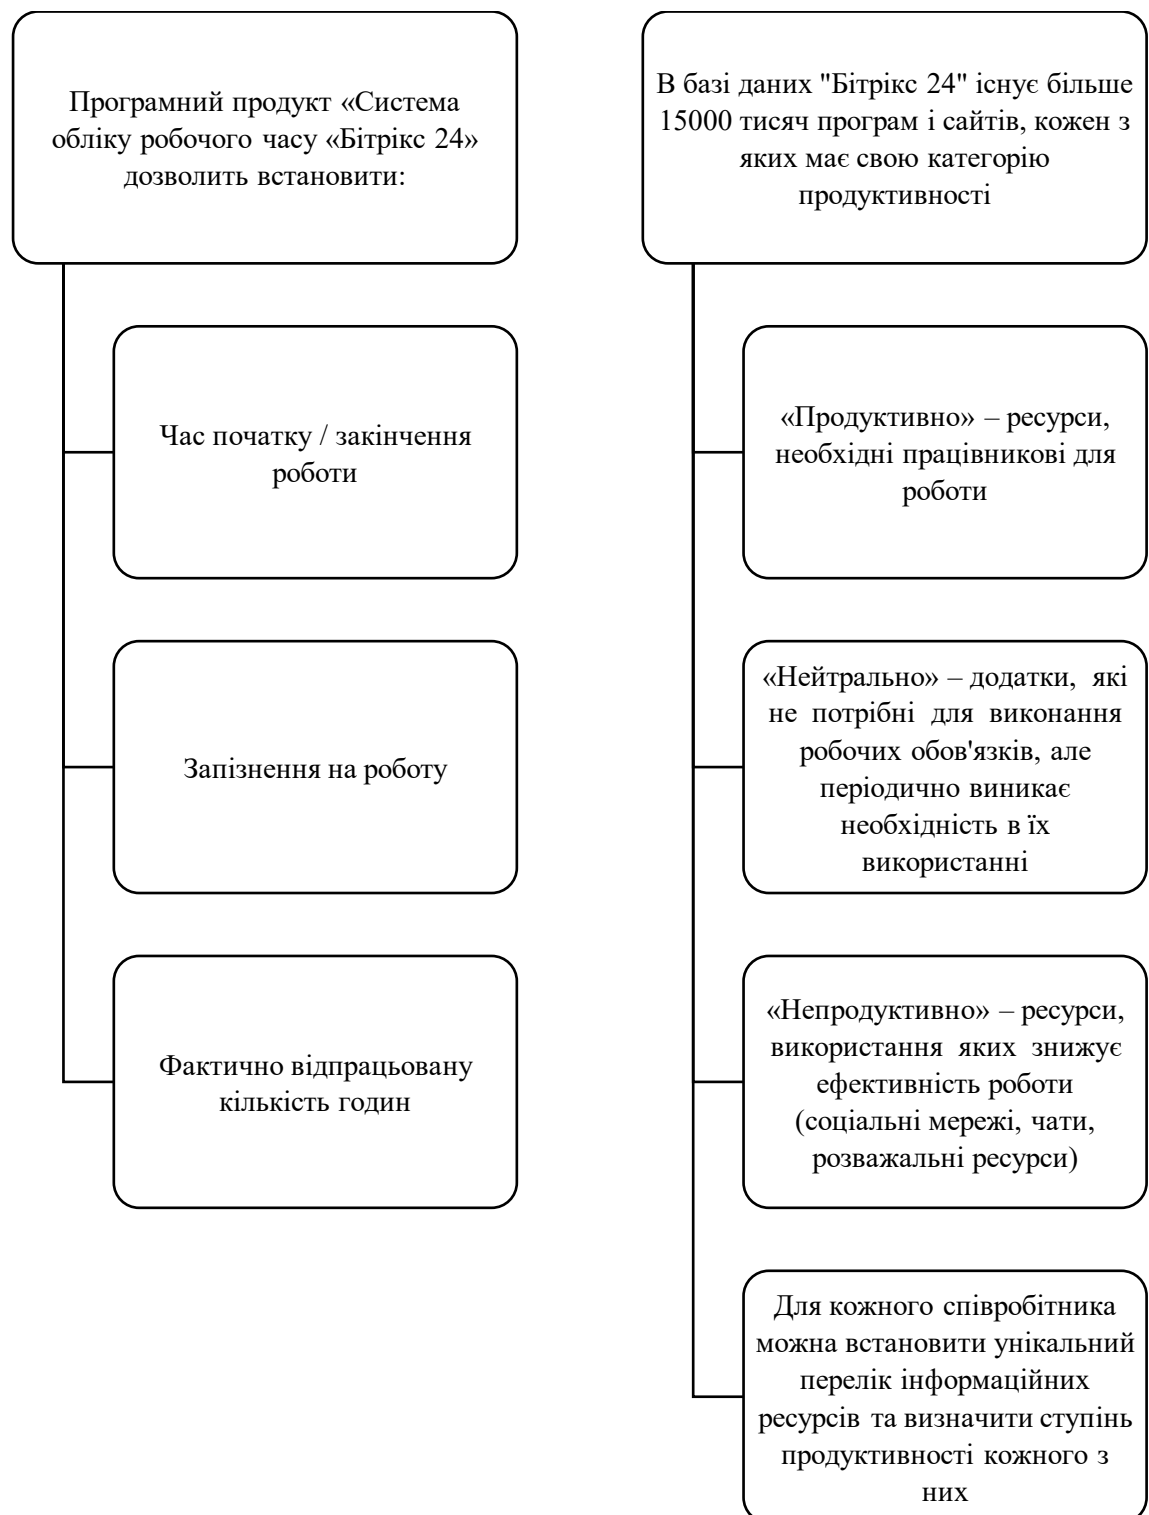 Програмний продукт «Система
обліку робочого часу «Бітрікс 24»
дозволить встановити:
Час початку / закінчення
роботи
Запізнення на роботу
Фактично відпрацьовану
кількість годин
В базі даних "Бітрікс 24" існує більше
15000 тисяч програм і сайтів, кожен з
яких має свою категорію
продуктивності
«Продуктивно» – ресурси,
необхідні працівникові для
роботи
«Нейтрально» – додатки, які
не потрібні для виконання
робочих обов'язків, але
періодично виникає
необхідність в їх
використанні
«Непродуктивно» – ресурси,
використання яких знижує
ефективність роботи
(соціальні мережі, чати,
розважальні ресурси)
Для кожного співробітника
можна встановити унікальний
перелік інформаційних
ресурсів та визначити ступінь
продуктивності кожного з
них